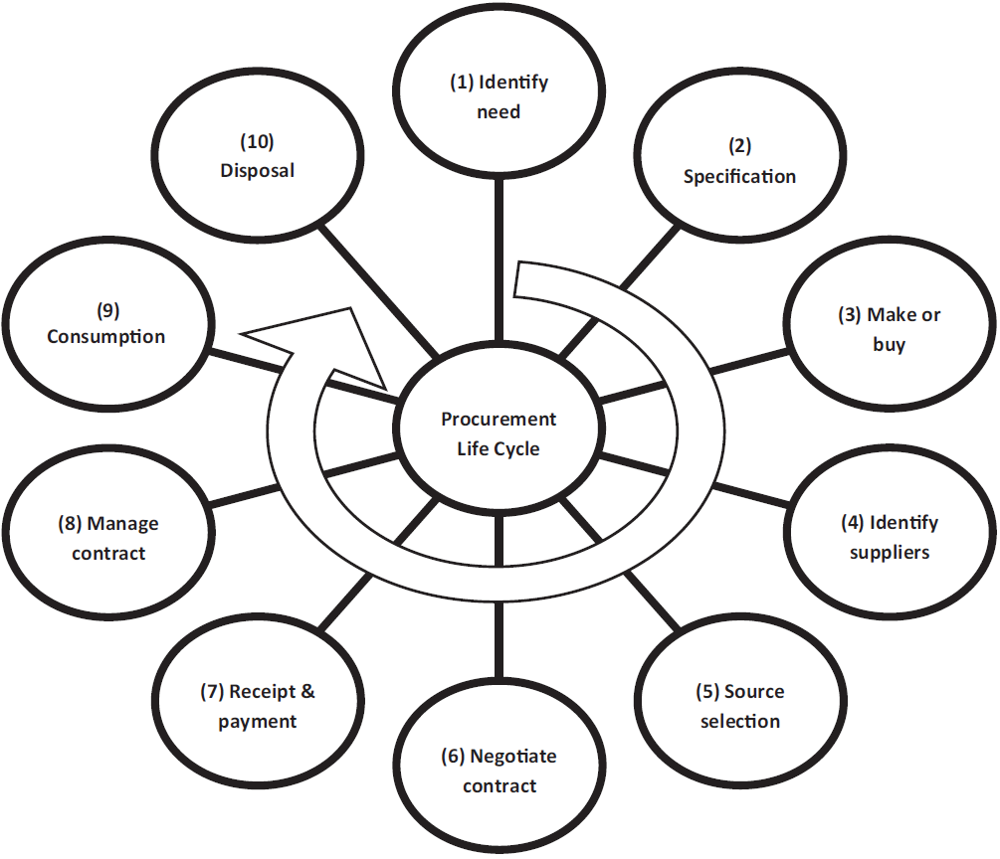 (1) Identify
need
(2)
Specification
(3) Make or
buy
(4) Identify
suppliers
(5) Source
selection
(6) Negotiate
contract
(7) Receipt &
payment
(8) Manage
contract
(9)
Consumption
(10)
Disposal
Procurement
Life Cycle